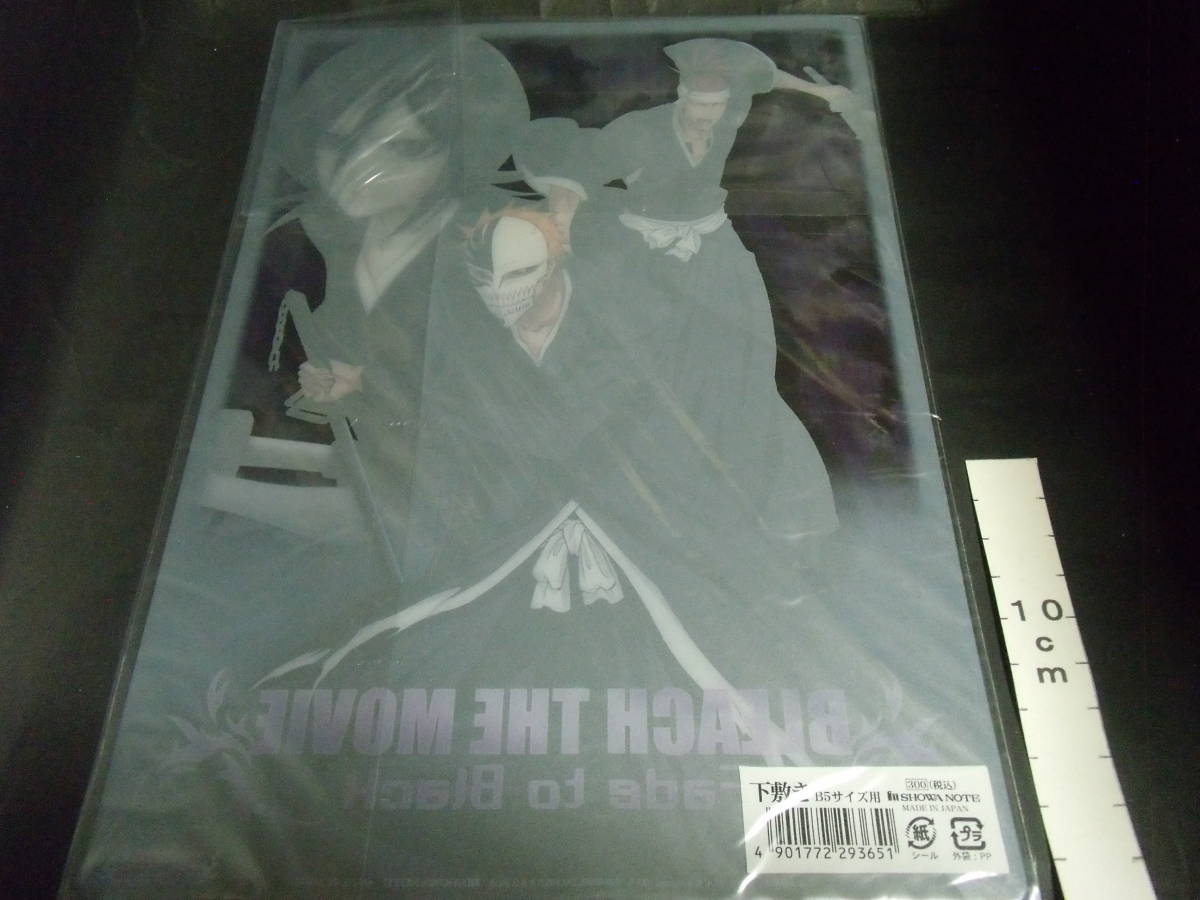 BLEACH THE MOVIE
Fade to Black
下敷き B5サイズ用
300(税込)
SHOWA NOTE
MADE IN JAPAN
紙 プラ
シール 外袋:PP
4 901772 293651
10
c
m